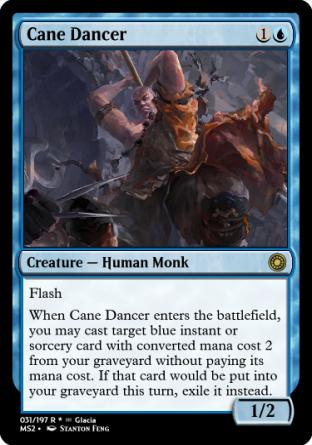 Cane Dancer
1
Creature — Human Monk
Flash
When Cane Dancer enters the battlefield,
you may cast target blue instant or
sorcery card with converted mana cost 2
from your graveyard without paying its
mana cost. If that card would be put into
your graveyard this turn, exile it instead.
1/2
031/197 R * = Glacia
MS2 • STANTON FENG